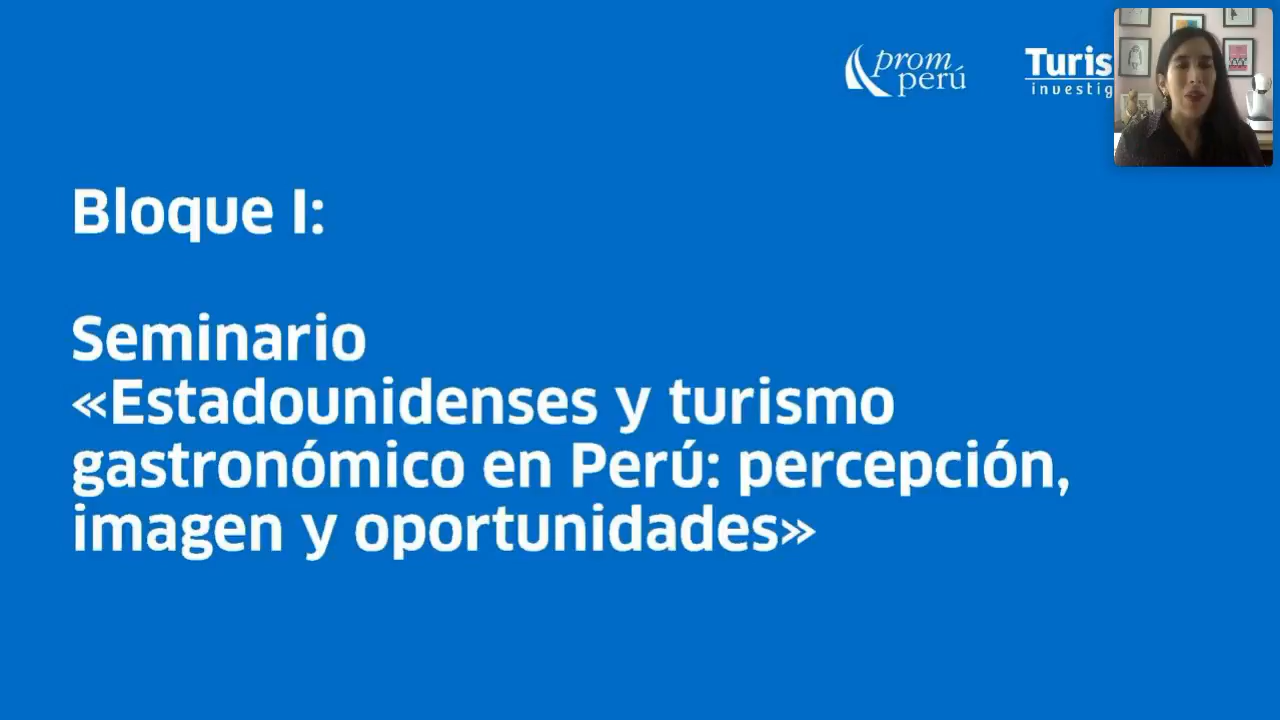 prom
perú
Turis
investig
Bloque I:
Seminario
«Estadounidenses y turismo
gastronómico en Perú: percepción,
imagen y oportunidades»